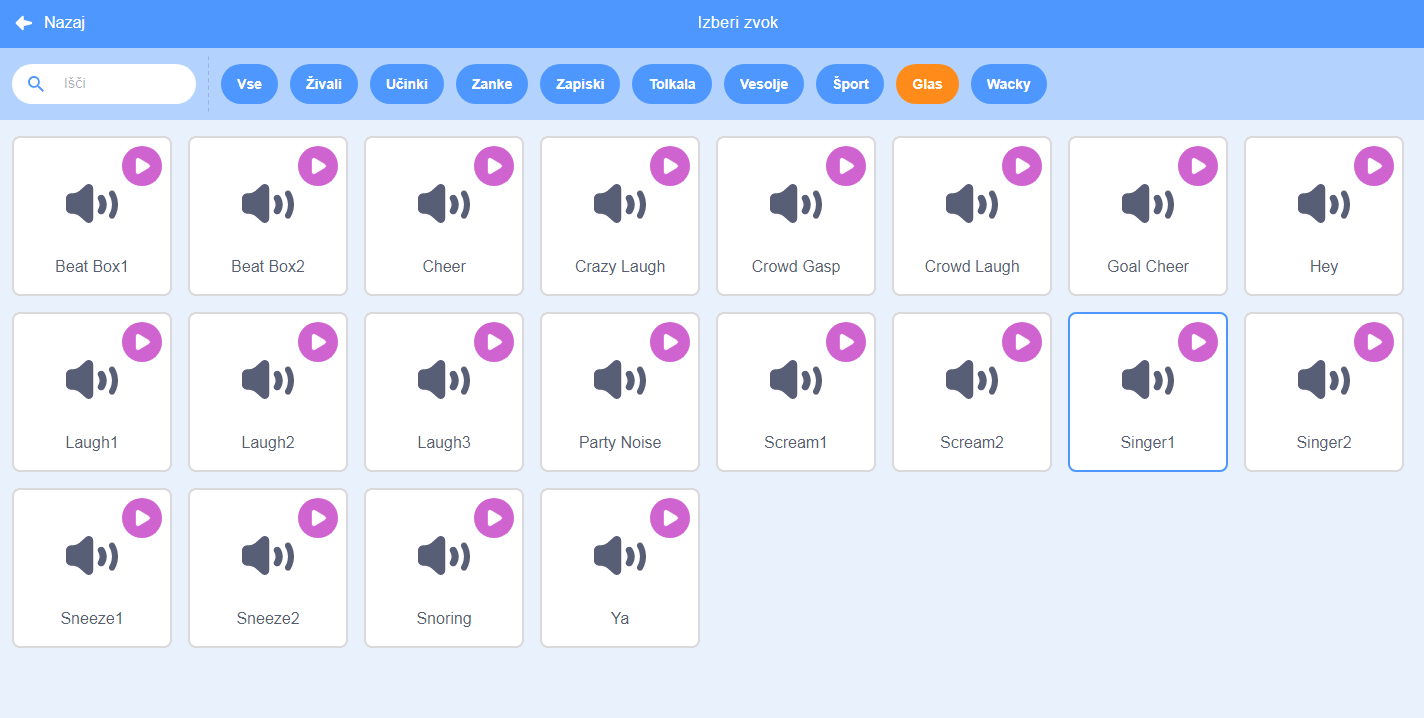 Nazaj
Izberi zvok
Išči
Vse
Živali
Učinki
Zanke
Zapiski
Tolkala
Vesolje
Šport
Glas
Wacky
Beat Box1
Beat Box2
Cheer
Crazy Laugh
Crowd Gasp
Crowd Laugh
Goal Cheer
Hey
Laugh1
Laugh2
Laugh3
Party Noise
Scream1
Scream2
Singer1
Singer2
Sneeze1
Sneeze2
Snoring
Ya